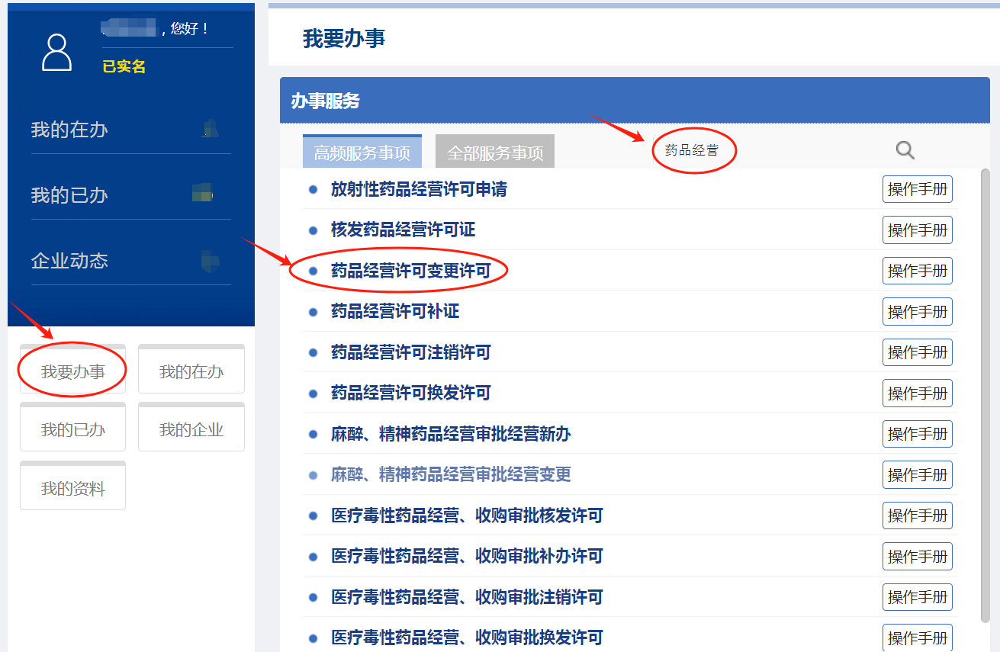 ，您好！
已实名
我的在办
我的已办
企业动态
我要办事
我的在办
我的已办
我的企业
我的资料
我要办事
办事服务
高频服务事项
全部服务事项
药品经营
放射性药品经营许可申请
操作手册
核发药品经营许可证
操作手册
药品经营许可变更许可
操作手册
药品经营许可补证
操作手册
药品经营许可注销许可
操作手册
药品经营许可换发许可
操作手册
麻醉、精神药品经营审批经营新办
操作手册
麻醉、精神药品经营审批经营变更
操作手册
医疗毒性药品经营、收购审批核发许可
操作手册
医疗毒性药品经营、收购审批补办许可
操作手册
医疗毒性药品经营、收购审批注销许可
操作手册
医疗毒性药品经营、收购审批换发许可
操作手册